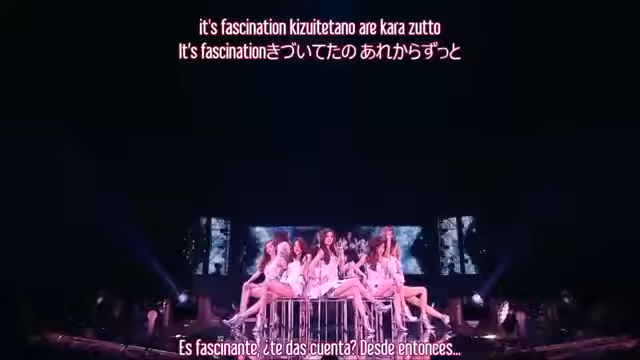 it's fascination kizuitetano are kara zutto
It's fascinationきづいてたの あれからずっと
Es fascinante, ¿te das cuenta? Desde entonces...